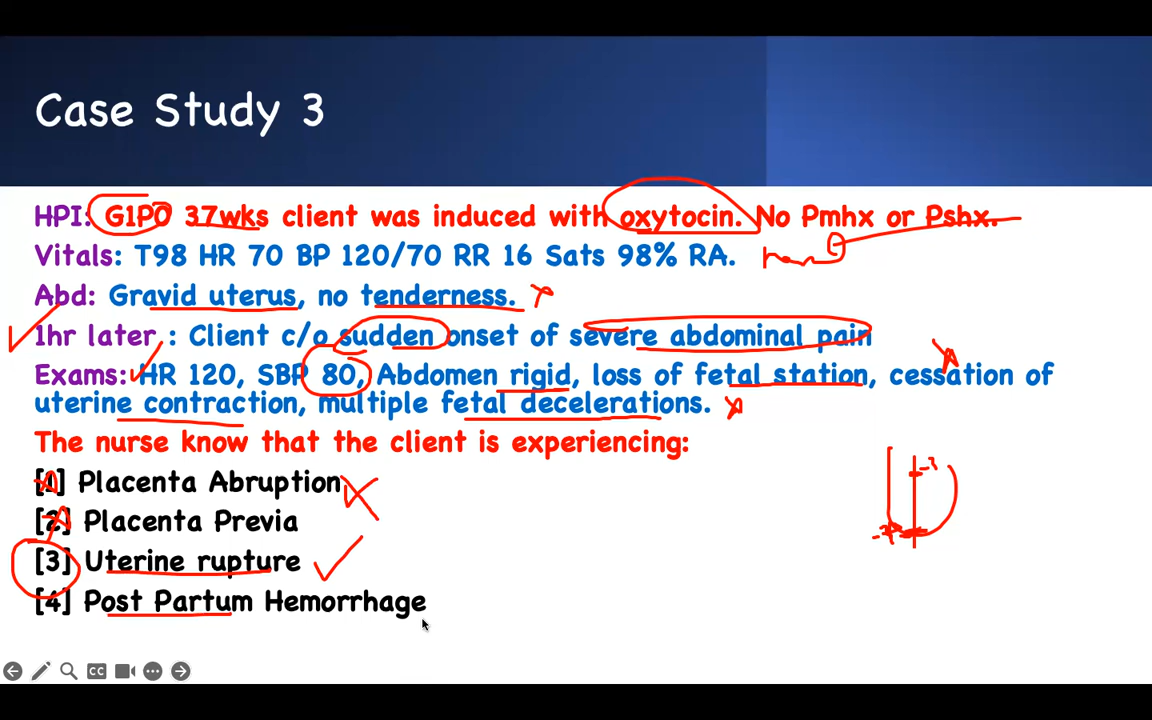 Case Study 3
HPI: G1P0 37wks client was induced with oxytocin. No Pmhx or Pshx.
Vitals: T98 HR 70 BP 120/70 RR 16 Sats 98% RA.
Abd: Gravid uterus, no tenderness.
1hr later : Client c/o sudden onset of severe abdominal pain
Exams: HR 120, SBP 80, Abdomen rigid, loss of fetal station, cessation of
uterine contraction, multiple fetal decelerations.
The nurse know that the client is experiencing:
[1] Placenta Abruption
[2] Placenta Previa
[3] Uterine rupture
[4] Post Partum Hemorrhage
-3
CC